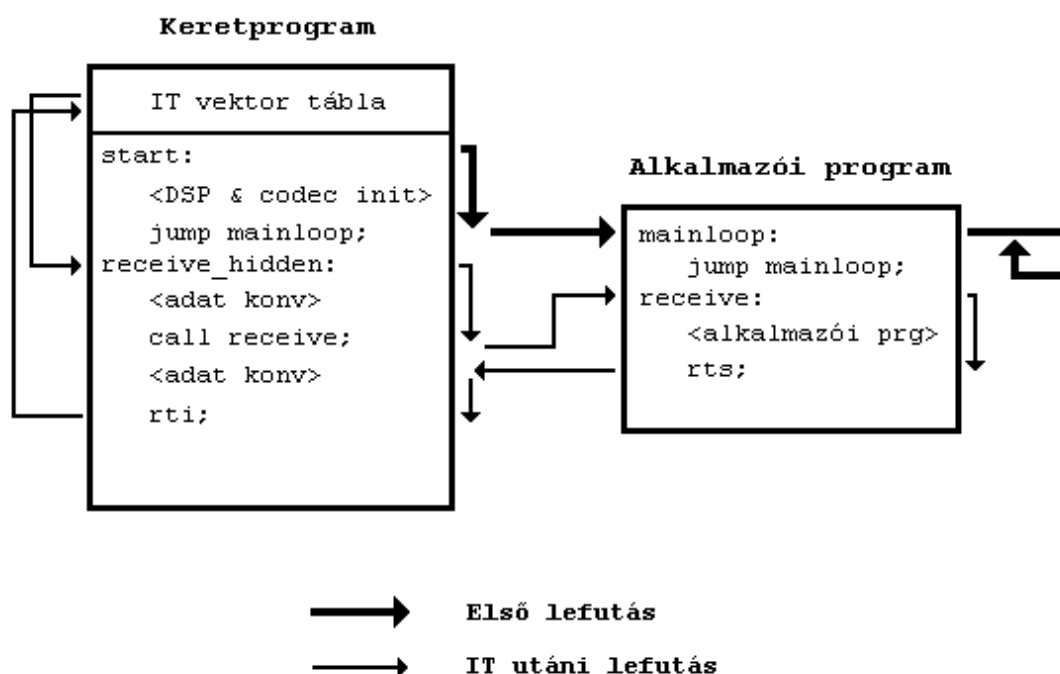 Keretprogram
IT vektor tábla
start:
<DSP & codec init>
jump mainloop;
receive_hidden:
<adat konv>
call receive;
<adat konv>
rti;
Alkalmazói program
mainloop:
jump mainloop;
receive:
<alkalmazói prg>
rts;
Első lefutás
IT utáni lefutás